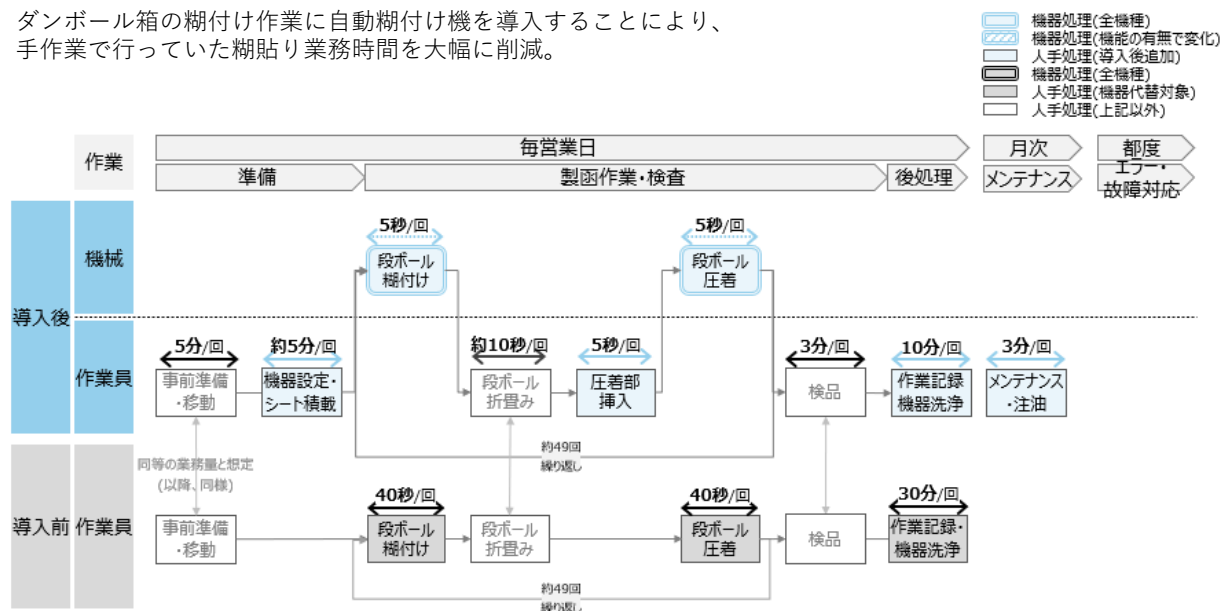 ダンボール箱の糊付け作業に自動糊付け機を導入することにより、
手作業で行っていた糊貼り業務時間を大幅に削減。
機器処理(全機種)
機器処理(機能の有無で変化)
人手処理(導入後追加)
機器処理(全機種)
人手処理(機器代替対象)
人手処理(上記以外)
作業
毎営業日
月次
都度
準備
製函作業・検査
後処理
メンテナンス
エラー・
故障対応
導入後
機械
5秒/回
段ボール
糊付け
5秒/回
段ボール
圧着
作業員
5分/回
事前準備
・移動
約5分/回
機器設定・
シート積載
約10秒/回
段ボール
折畳み
5秒/回
圧着部
挿入
3分/回
検品
10分/回
作業記録
機器洗浄
3分/回
メンテナンス
・注油
約49回
繰り返し
同等の業務量と想定
(以降、同様)
導入前
作業員
事前準備
・移動
40秒/回
段ボール
糊付け
段ボール
折畳み
40秒/回
段ボール
圧着
検品
30分/回
作業記録・
機器洗浄
約49回
繰り返し